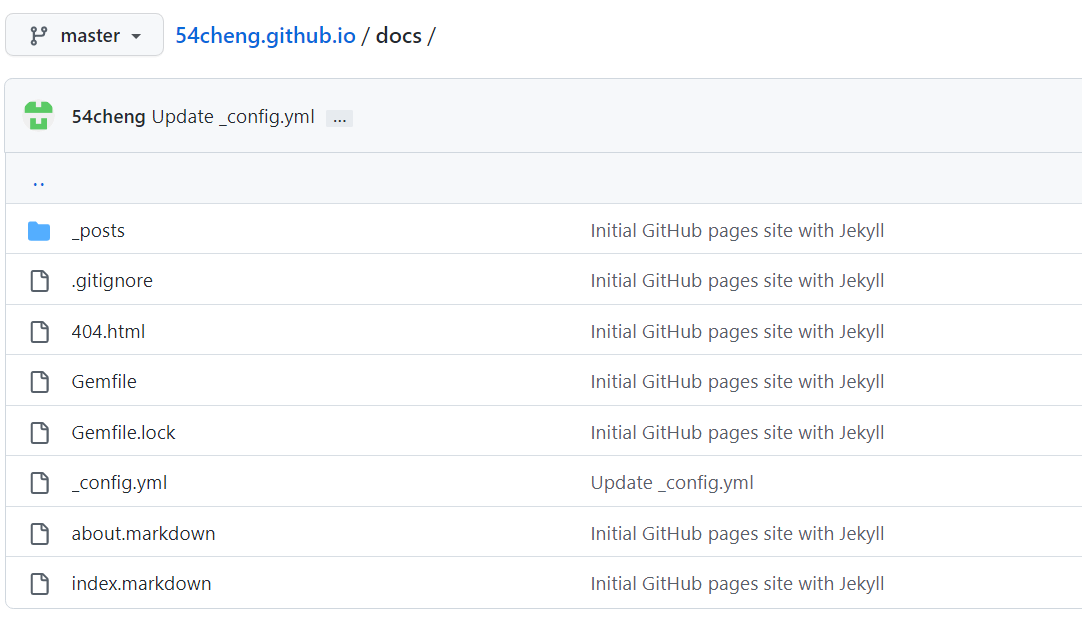 master 54cheng.github.io / docs /
54cheng Update _config.yml ...
..
_posts Initial GitHub pages site with Jekyll
.gitignore Initial GitHub pages site with Jekyll
404.html Initial GitHub pages site with Jekyll
Gemfile Initial GitHub pages site with Jekyll
Gemfile.lock Initial GitHub pages site with Jekyll
_config.yml Update _config.yml
about.markdown Initial GitHub pages site with Jekyll
index.markdown Initial GitHub pages site with Jekyll